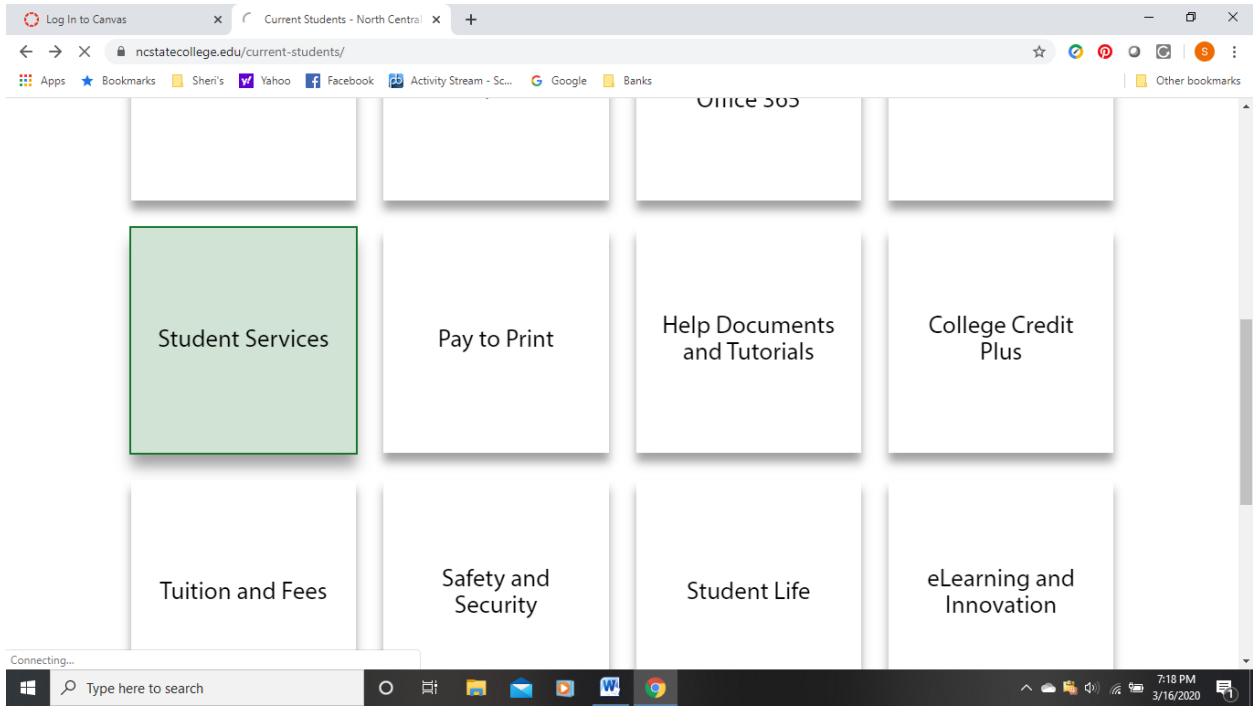 Log In to Canvas
Current Students - North Central
ncstatecollege.edu/current-students/
S
Apps Bookmarks Sheri's Yahoo Facebook Activity Stream - Sc... Google Banks Other bookmarks
Office 365
Student Services
Pay to Print
Help Documents
and Tutorials
College Credit
Plus
Tuition and Fees
Safety and
Security
Student Life
eLearning and
Innovation
Connecting...
Type here to search
7:18 PM
3/16/2020
1